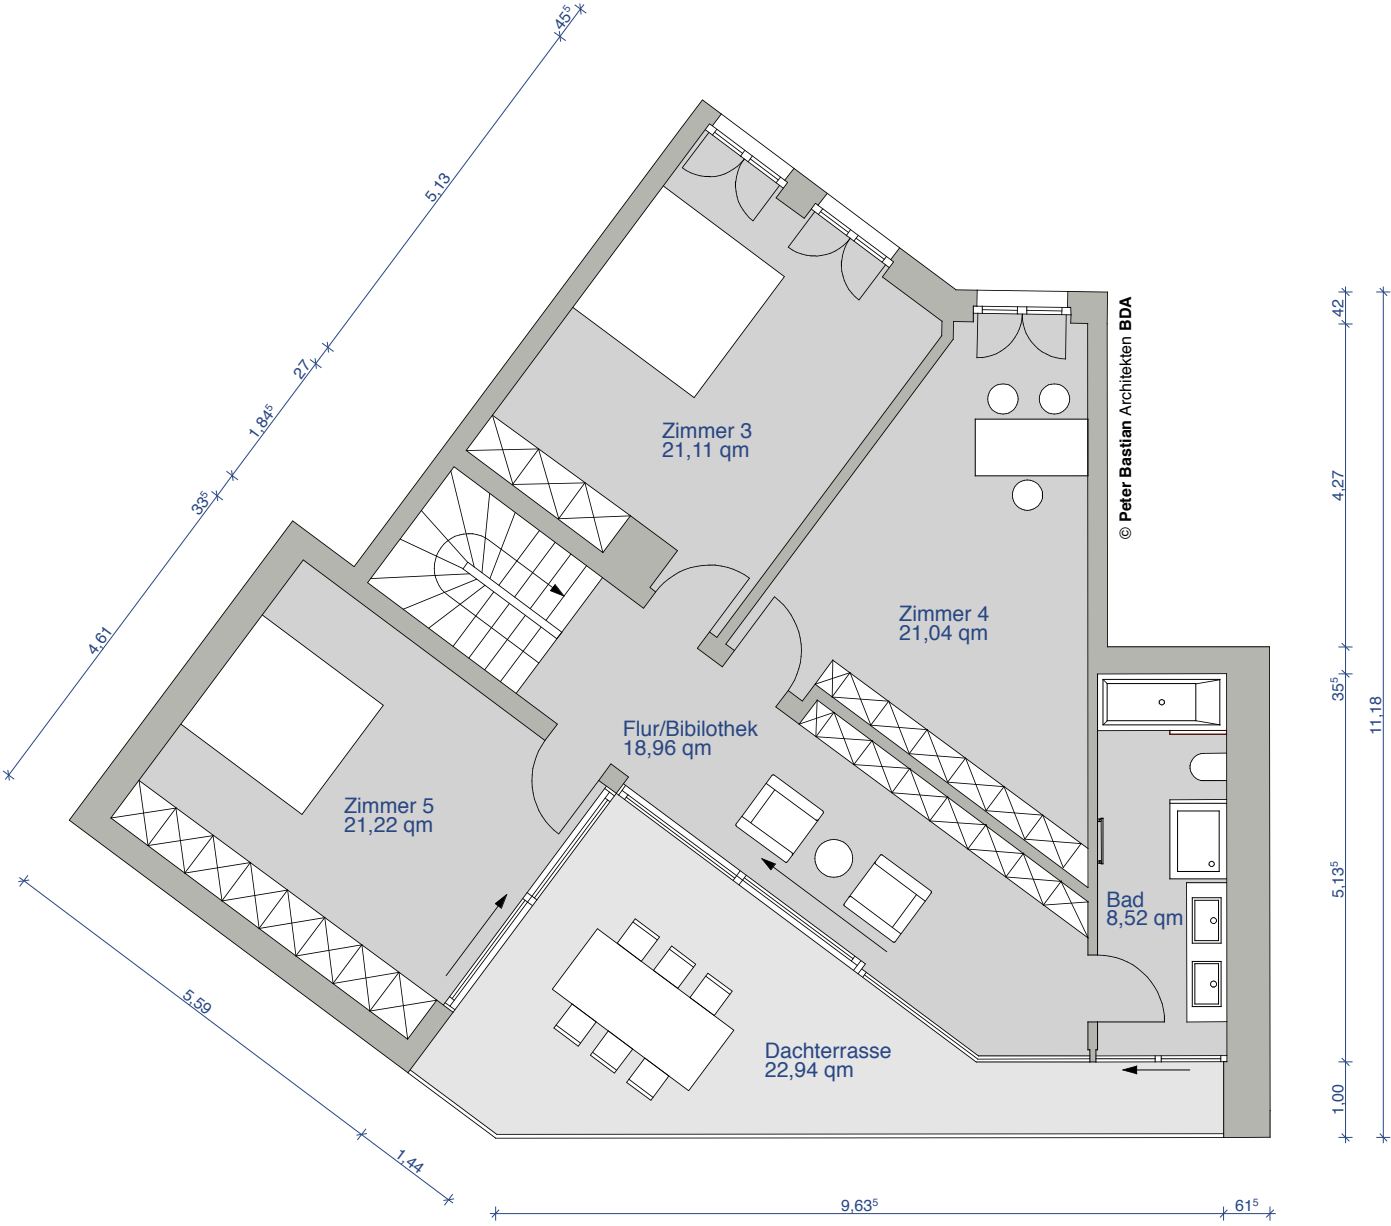 45⁵
5,13
27
1,84⁵
33⁵
4,61
5,59
1,44
Zimmer 3
21,11 qm
Zimmer 4
21,04 qm
Flur/Bibilothek
18,96 qm
Zimmer 5
21,22 qm
Bad
8,52 qm
Dachterrasse
22,94 qm
© Peter Bastian Architekten BDA
42
4,27
35⁵
11,18
5,13⁵
1,00
9,63⁵
61⁵